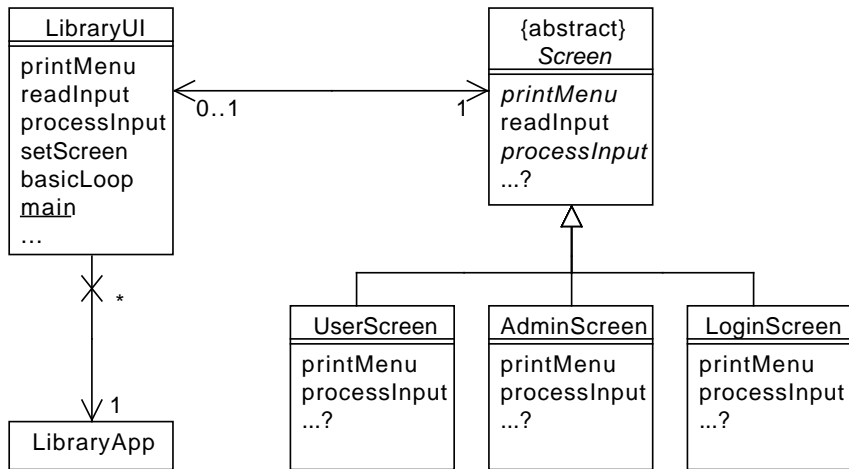 LibraryUI
printMenu
readInput
processInput
setScreen
basicLoop
main
...
0..1
1
{abstract}
Screen
printMenu
readInput
processInput
...?
*
1
LibraryApp
UserScreen
printMenu
processInput
...?
AdminScreen
printMenu
processInput
...?
LoginScreen
printMenu
processInput
...?